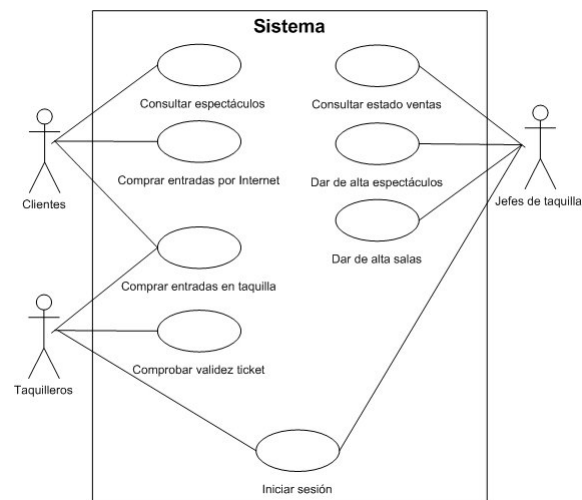 Sistema
Consultar espectáculos
Consultar estado ventas
Comprar entradas por Internet
Dar de alta espectáculos
Clientes
Jefes de taquilla
Dar de alta salas
Comprar entradas en taquilla
Comprobar validez ticket
Taquilleros
Iniciar sesión